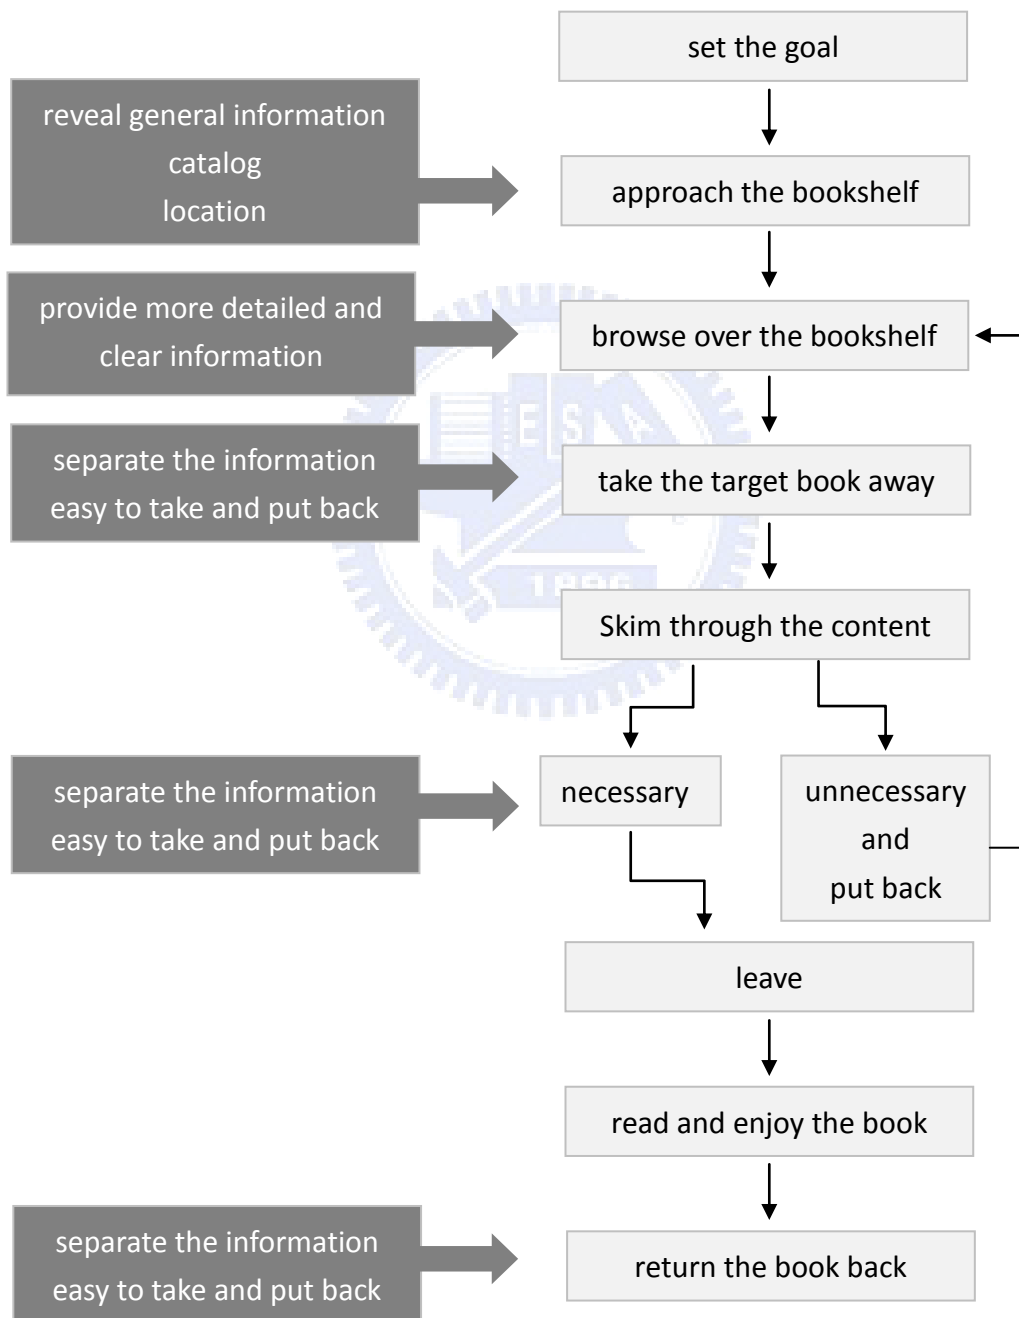 set the goal
reveal general information
catalog
location
approach the bookshelf
provide more detailed and
clear information
browse over the bookshelf
separate the information
easy to take and put back
take the target book away
ESA
1896
Skim through the content
separate the information
easy to take and put back
necessary
unnecessary
and
put back
leave
read and enjoy the book
separate the information
easy to take and put back
return the book back